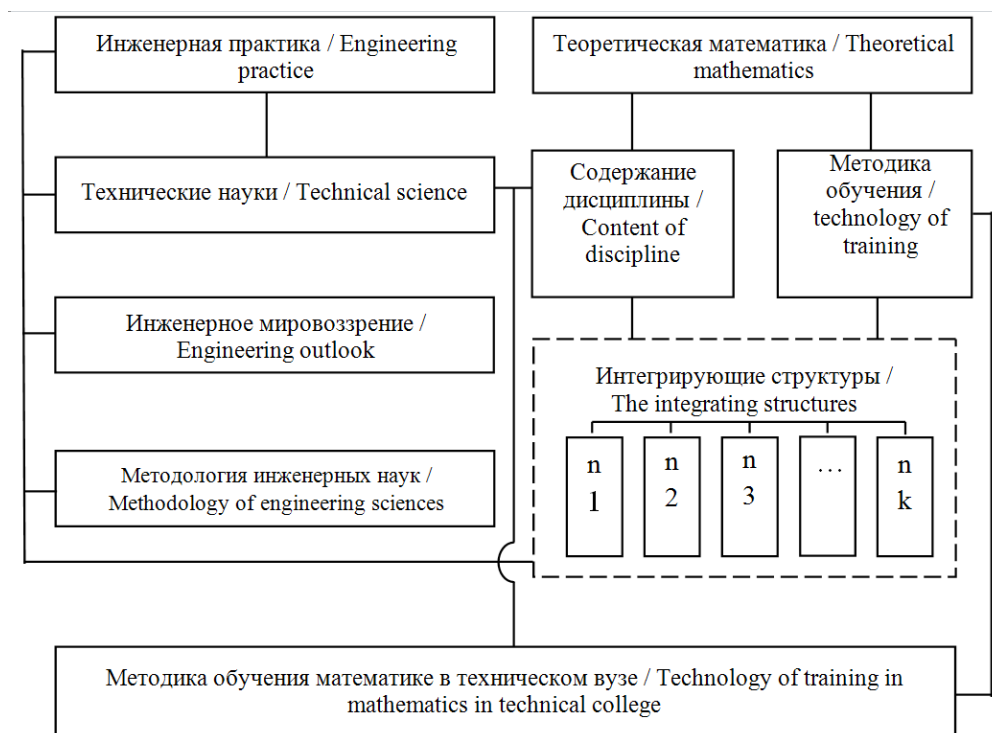 Инженерная практика / Engineering
practice
Теоретическая математика / Theoretical
mathematics
Технические науки / Technical science
Содержание
дисциплины /
Content of
discipline
Методика
обучения /
technology of
training
Инженерное мировоззрение /
Engineering outlook
Интегрирующие структуры /
The integrating structures
Методология инженерных наук /
Methodology of engineering sciences
n
1
n
2
n
3
…
n
k
Методика обучения математике в техническом вузе / Technology of training in
mathematics in technical college